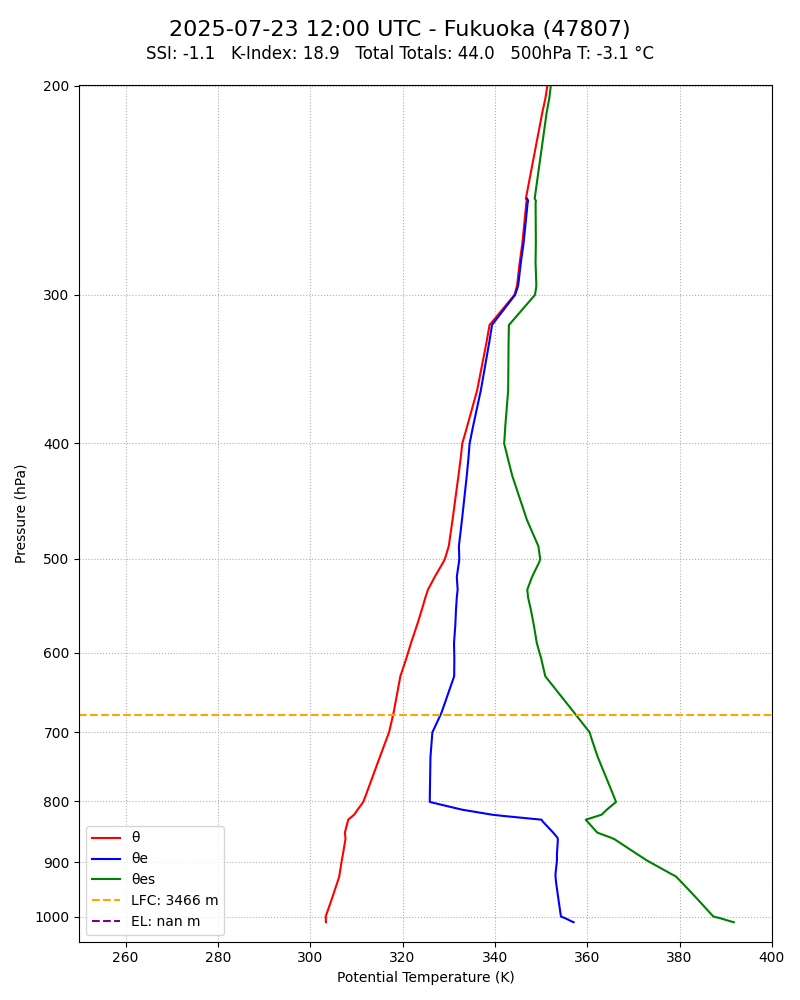 2025-07-23 12:00 UTC - Fukuoka (47807)
SSI: -1.1   K-Index: 18.9   Total Totals: 44.0   500hPa T: -3.1 °C
200
300
400
500
600
700
800
900
1000
Pressure (hPa)
θ
θe
θes
LFC: 3466 m
EL: nan m
260 280 300 320 340 360 380 400
Potential Temperature (K)